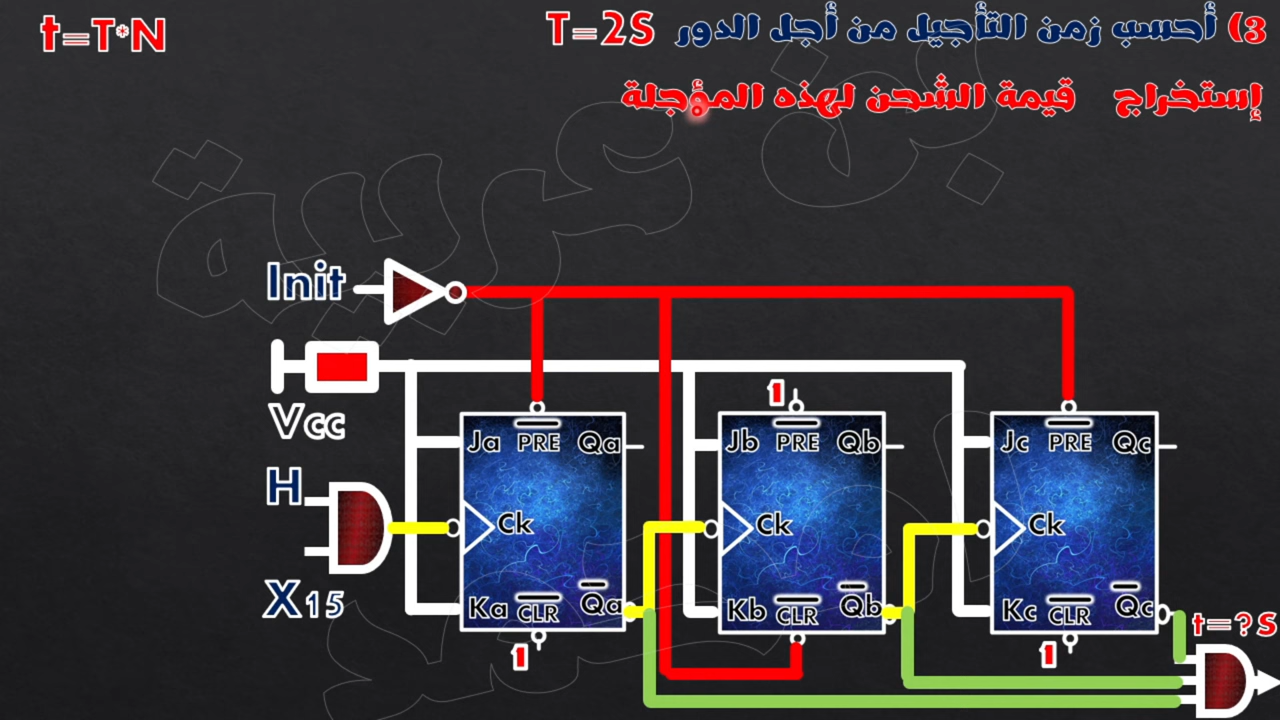 3) أحسب زمن التأجيل من أجل الدور T=2S
t=T*N
إستخراج قيمة الشحن لهذه المؤجلة
بن عريبة
Init
Vcc
H
X15
Ja PRE Qa
Ck
Ka CLR Qa
1
1
Jb PRE Qb
Ck
Kb CLR Qb
Jc PRE Qc
Ck
Kc CLR Qc
1
t=?S